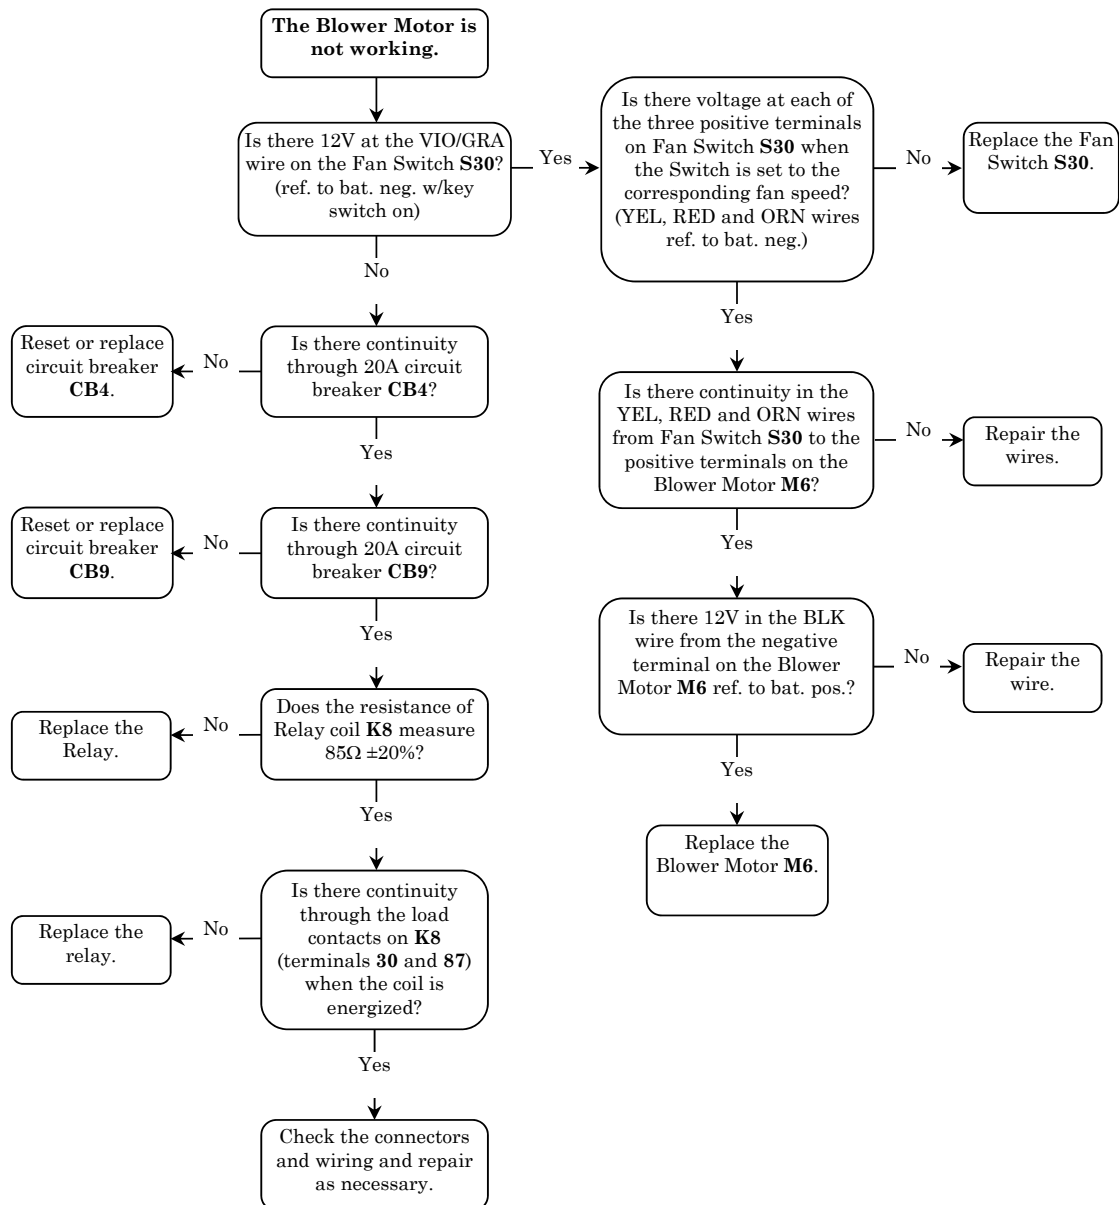 The Blower Motor is
not working.
Is there 12V at the VIO/GRA
wire on the Fan Switch S30?
(ref. to bat. neg. w/key
switch on)
Yes
Is there voltage at each of
the three positive terminals
on Fan Switch S30 when
the Switch is set to the
corresponding fan speed?
(YEL, RED and ORN wires
ref. to bat. neg.)
No
Replace the Fan
Switch S30.
No
Yes
Reset or replace
circuit breaker
CB4.
No
Is there continuity
through 20A circuit
breaker CB4?
Yes
Is there continuity in the
YEL, RED and ORN wires
from Fan Switch S30 to the
positive terminals on the
Blower Motor M6?
No
Repair the
wires.
Yes
Reset or replace
circuit breaker
CB9.
No
Is there continuity
through 20A circuit
breaker CB9?
Yes
Is there 12V in the BLK
wire from the negative
terminal on the Blower
Motor M6 ref. to bat. pos.?
No
Repair the
wire.
Yes
Replace the
Relay.
No
Does the resistance of
Relay coil K8 measure
85Ω ±20%?
Yes
Replace the
Blower Motor M6.
Replace the
relay.
No
Is there continuity
through the load
contacts on K8
(terminals 30 and 87)
when the coil is
energized?
Yes
Check the connectors
and wiring and repair
as necessary.